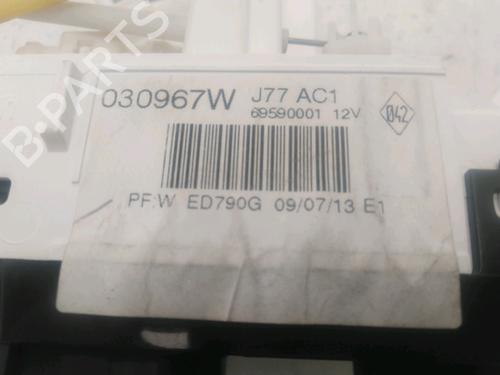 030967W J77 AC1
69590001 12V
042
PF:W ED790G 09/07/13 E1
B-PARTS